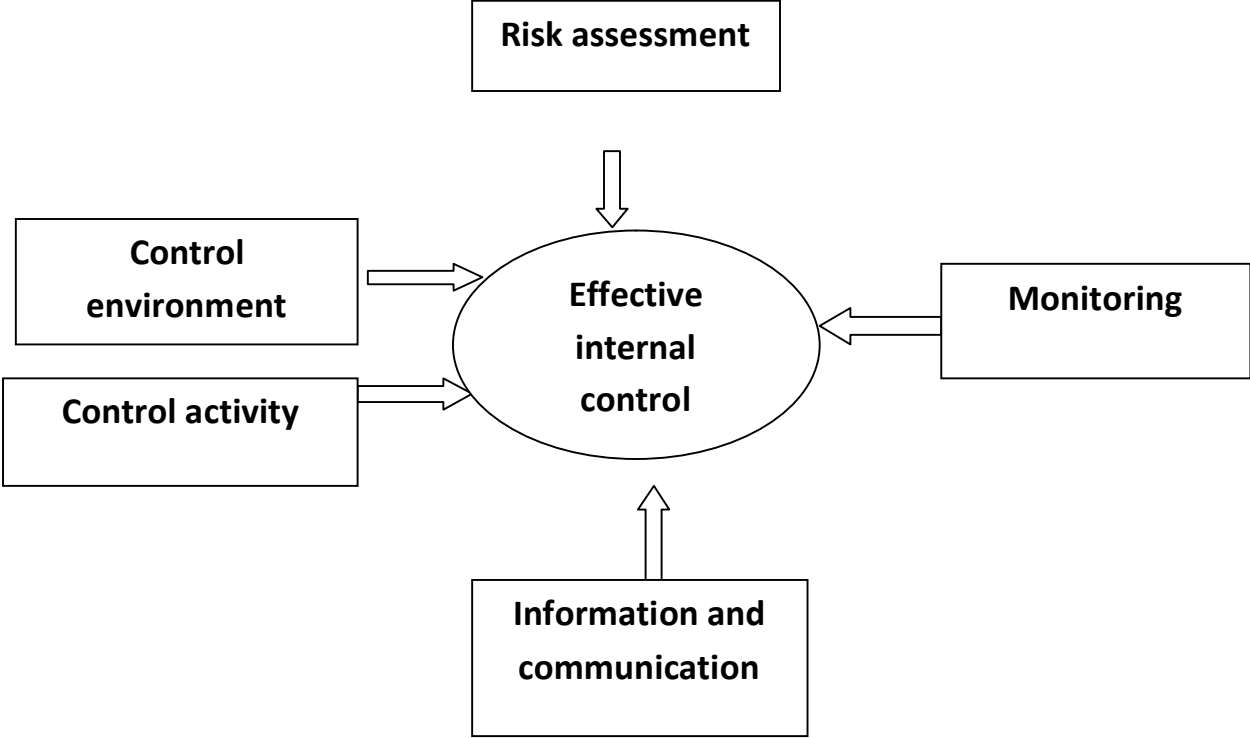 Risk assessment
Control
environment
Effective
internal
control
Monitoring
Control activity
Information and
communication